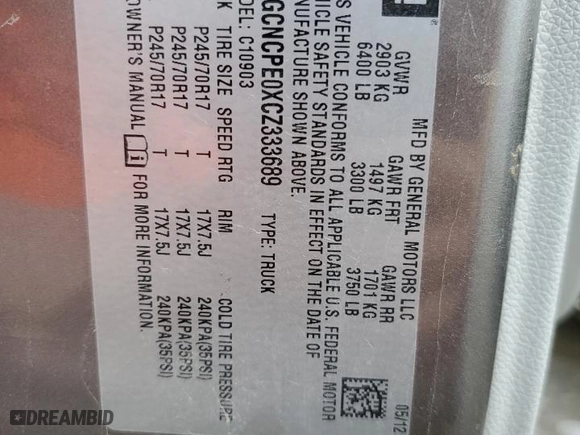 MFD BY GENERAL MOTORS LLC
05/12
GVWR GAWR FRT GAWR RR
2903 KG 1497 KG 1701 KG
6400 LB 3300 LB 3750 LB
VEHICLE CONFORMS TO ALL APPLICABLE U.S. FEDERAL MOTOR
SAFETY STANDARDS IN EFFECT ON THE DATE OF
SHOWN ABOVE.
GCNCPE0XCZ333689 TYPE: TRUCK
C10903
TIRE SIZE SPEED RTG RIM COLD TIRE PRESSURE
P245/70R17 T 17X7.5J 240KPA(35PSI)
P245/70R17 T 17X7.5J 240KPA(35PSI)
P245/70R17 T 17X7.5J 240KPA(35PSI)
OWNER'S MANUAL FOR MORE INFORMATION.
DREAMBID